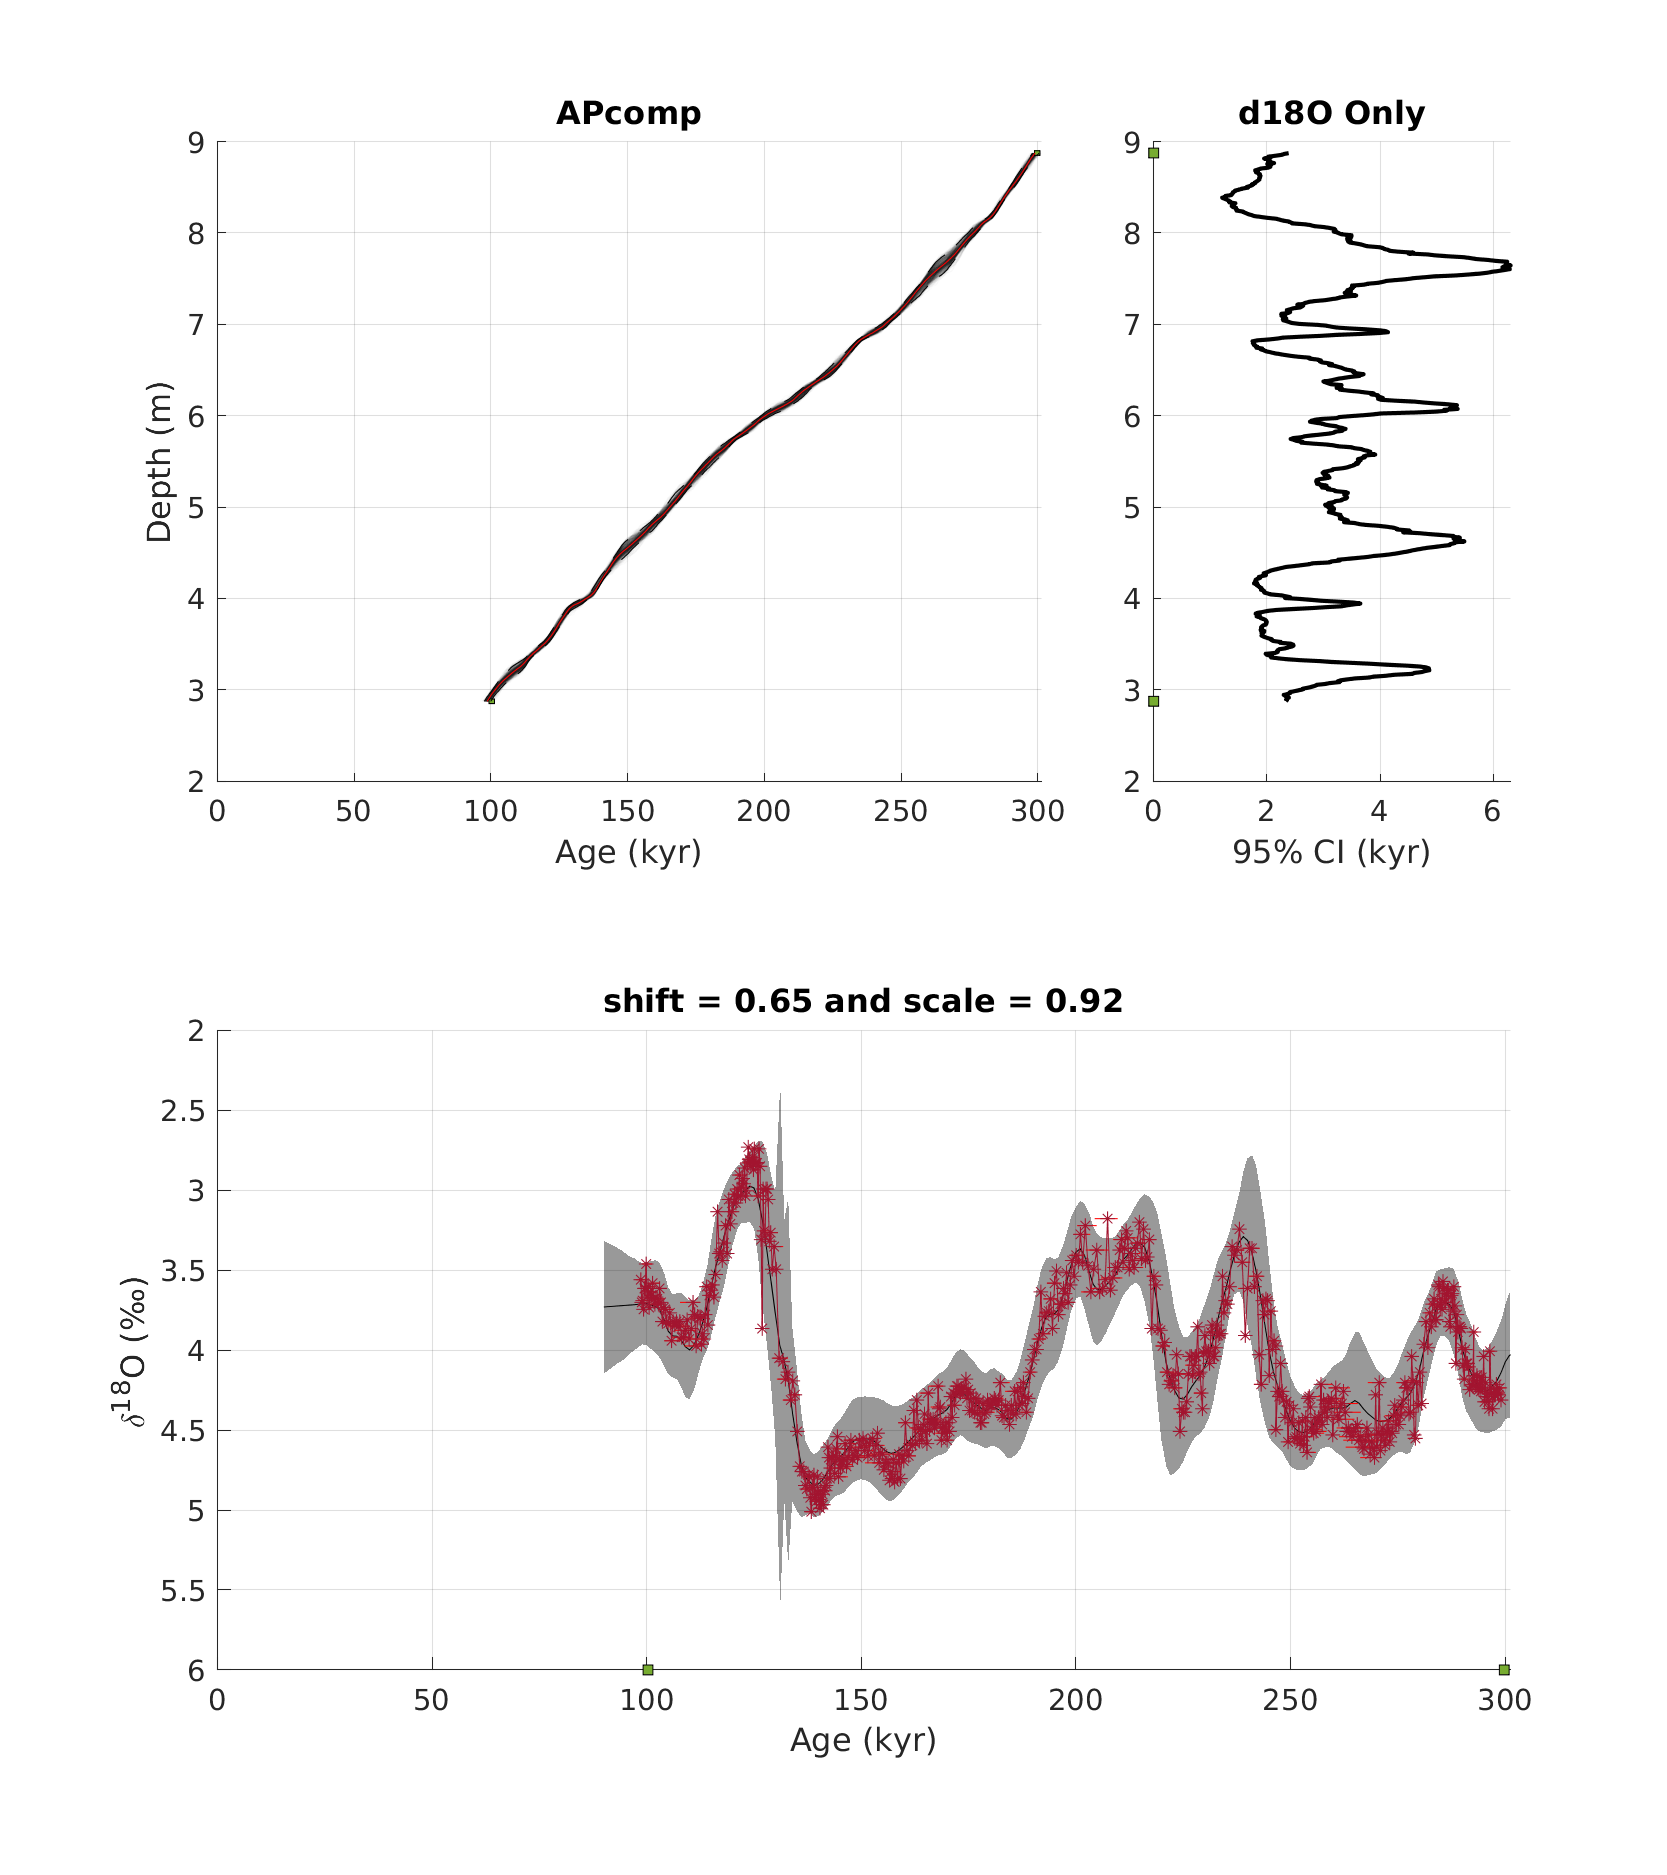 APcomp
9
8
7
6
5
4
3
2
Depth (m)
0 50 100 150 200 250 300
Age (kyr)
d18O Only
9
8
7
6
5
4
3
2
0 2 4 6
95% CI (kyr)
shift = 0.65 and scale = 0.92
2
2.5
3
3.5
4
4.5
5
5.5
6
δ¹⁸O (‰)
0 50 100 150 200 250 300
Age (kyr)